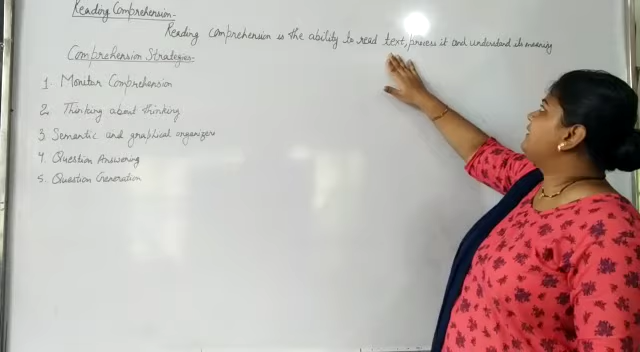 Reading Comprehension-
Reading comprehension is the ability to read text, process it and understand its meaning
Comprehension Strategies-
1. Monitor Comprehension
2. Thinking about thinking
3 Semantic and graphical organizers
4. Question Answering
5. Question Generation